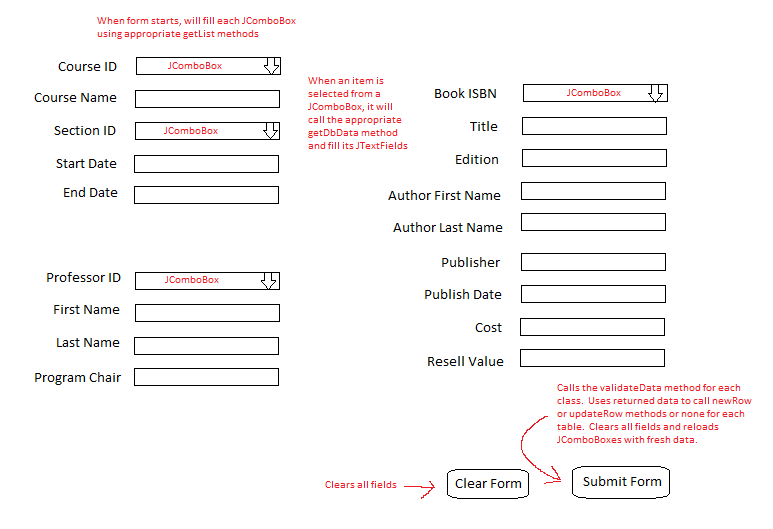 When form starts, will fill each JComboBox
using appropriate getList methods
Course ID
JComboBox
Course Name
Section ID
JComboBox
Start Date
End Date
When an item is
selected from a
JComboBox, it will
call the appropriate
getDbData method
and fill its JTextFields
Professor ID
JComboBox
First Name
Last Name
Program Chair
Book ISBN
JComboBox
Title
Edition
Author First Name
Author Last Name
Publisher
Publish Date
Cost
Resell Value
Calls the validateData method for each
class. Uses returned data to call newRow
or updateRow methods or none for each
table. Clears all fields and reloads
JComboBoxes with fresh data.
Clears all fields
Clear Form
Submit Form